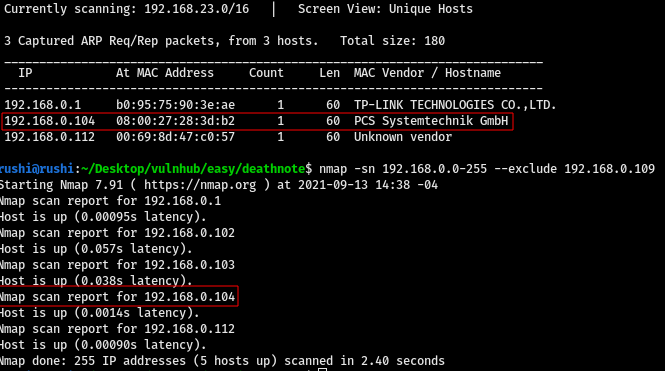 Currently scanning: 192.168.23.0/16   |   Screen View: Unique Hosts
3 Captured ARP Req/Rep packets, from 3 hosts.   Total size: 180
_____________________________________________________________________________
IP            At MAC Address     Count     Len  MAC Vendor / Hostname
-----------------------------------------------------------------------------
192.168.0.1     b0:95:75:90:3e:ae      1      60  TP-LINK TECHNOLOGIES CO.,LTD.
192.168.0.104   08:00:27:28:3d:b2      1      60  PCS Systemtechnik GmbH
192.168.0.112   00:69:8d:47:c0:57      1      60  Unknown vendor
rushi@rushi:~/Desktop/vulnhub/easy/deathnote$ nmap -sn 192.168.0.0-255 --exclude 192.168.0.109
Starting Nmap 7.91 ( https://nmap.org ) at 2021-09-13 14:38 -04
Nmap scan report for 192.168.0.1
Host is up (0.00095s latency).
Nmap scan report for 192.168.0.102
Host is up (0.057s latency).
Nmap scan report for 192.168.0.103
Host is up (0.038s latency).
Nmap scan report for 192.168.0.104
Host is up (0.0014s latency).
Nmap scan report for 192.168.0.112
Host is up (0.00090s latency).
Nmap done: 255 IP addresses (5 hosts up) scanned in 2.40 seconds